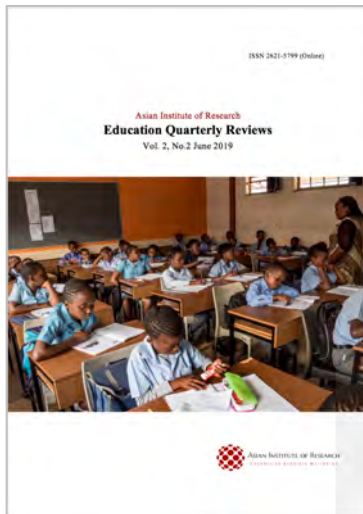 ISSN 2621-5799 (Online)
Asian Institute of Research
Education Quarterly Reviews
Vol. 2, No.2 June 2019
ASIAN INSTITUTE OF RESEARCH